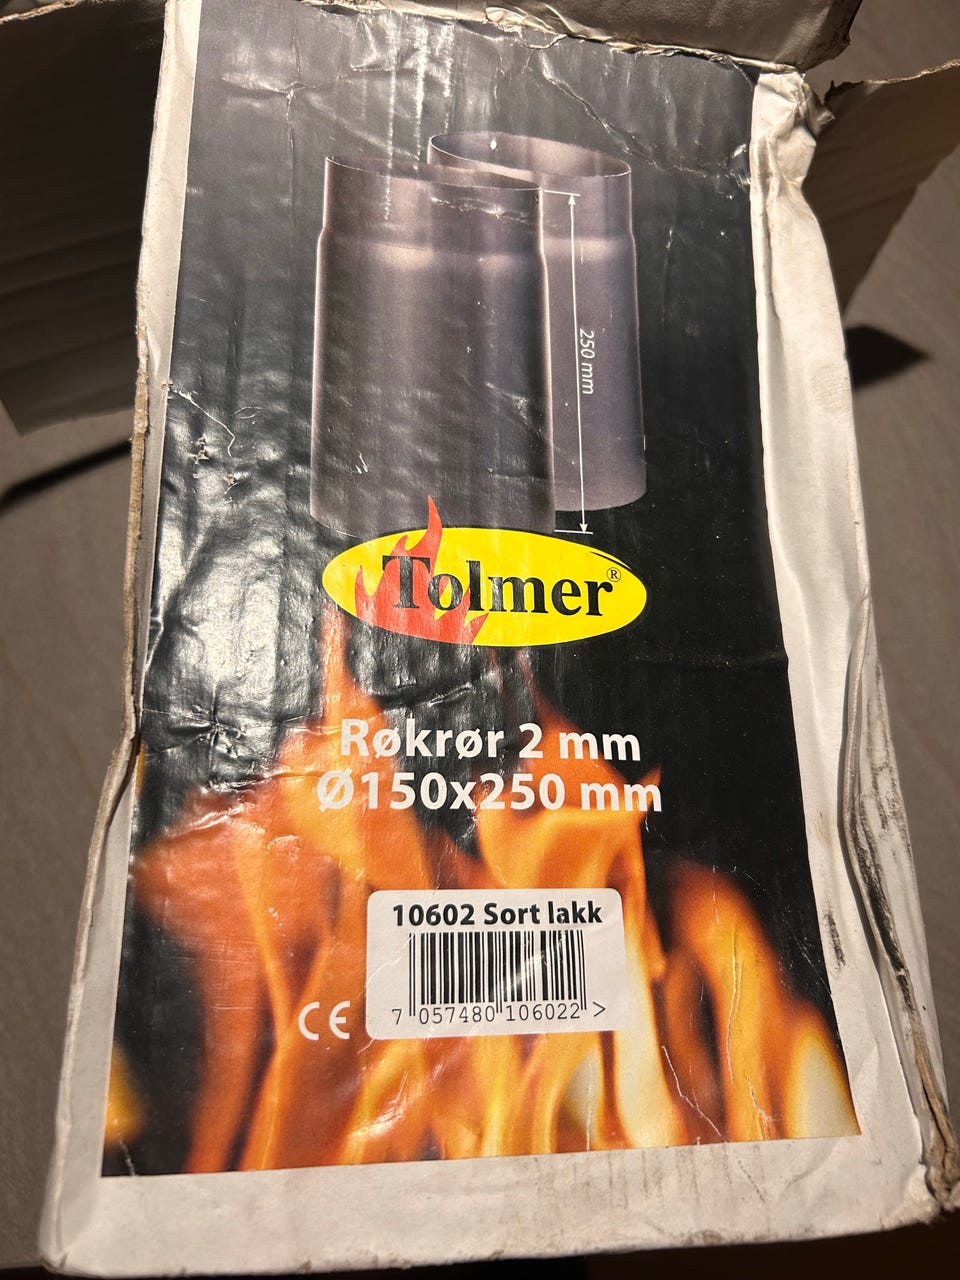 250 mm
Tolmer®
Røkrør 2 mm
Ø150x250 mm
10602 Sort lakk
7 057480 106022 >
CE